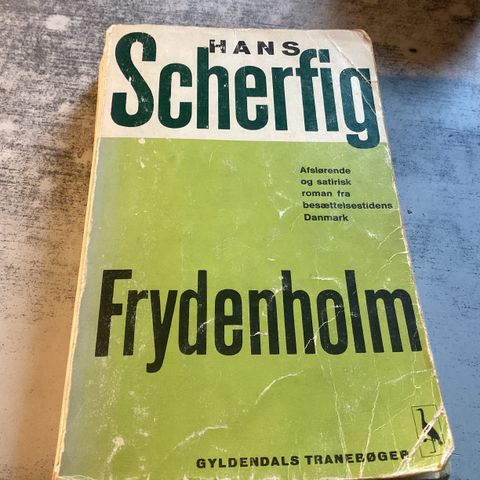 HANS
Scherfig
Afslørende
og satirisk
roman fra
besættelsestidens
Danmark
Frydenholm
GYLDENDALS TRANEBØGER